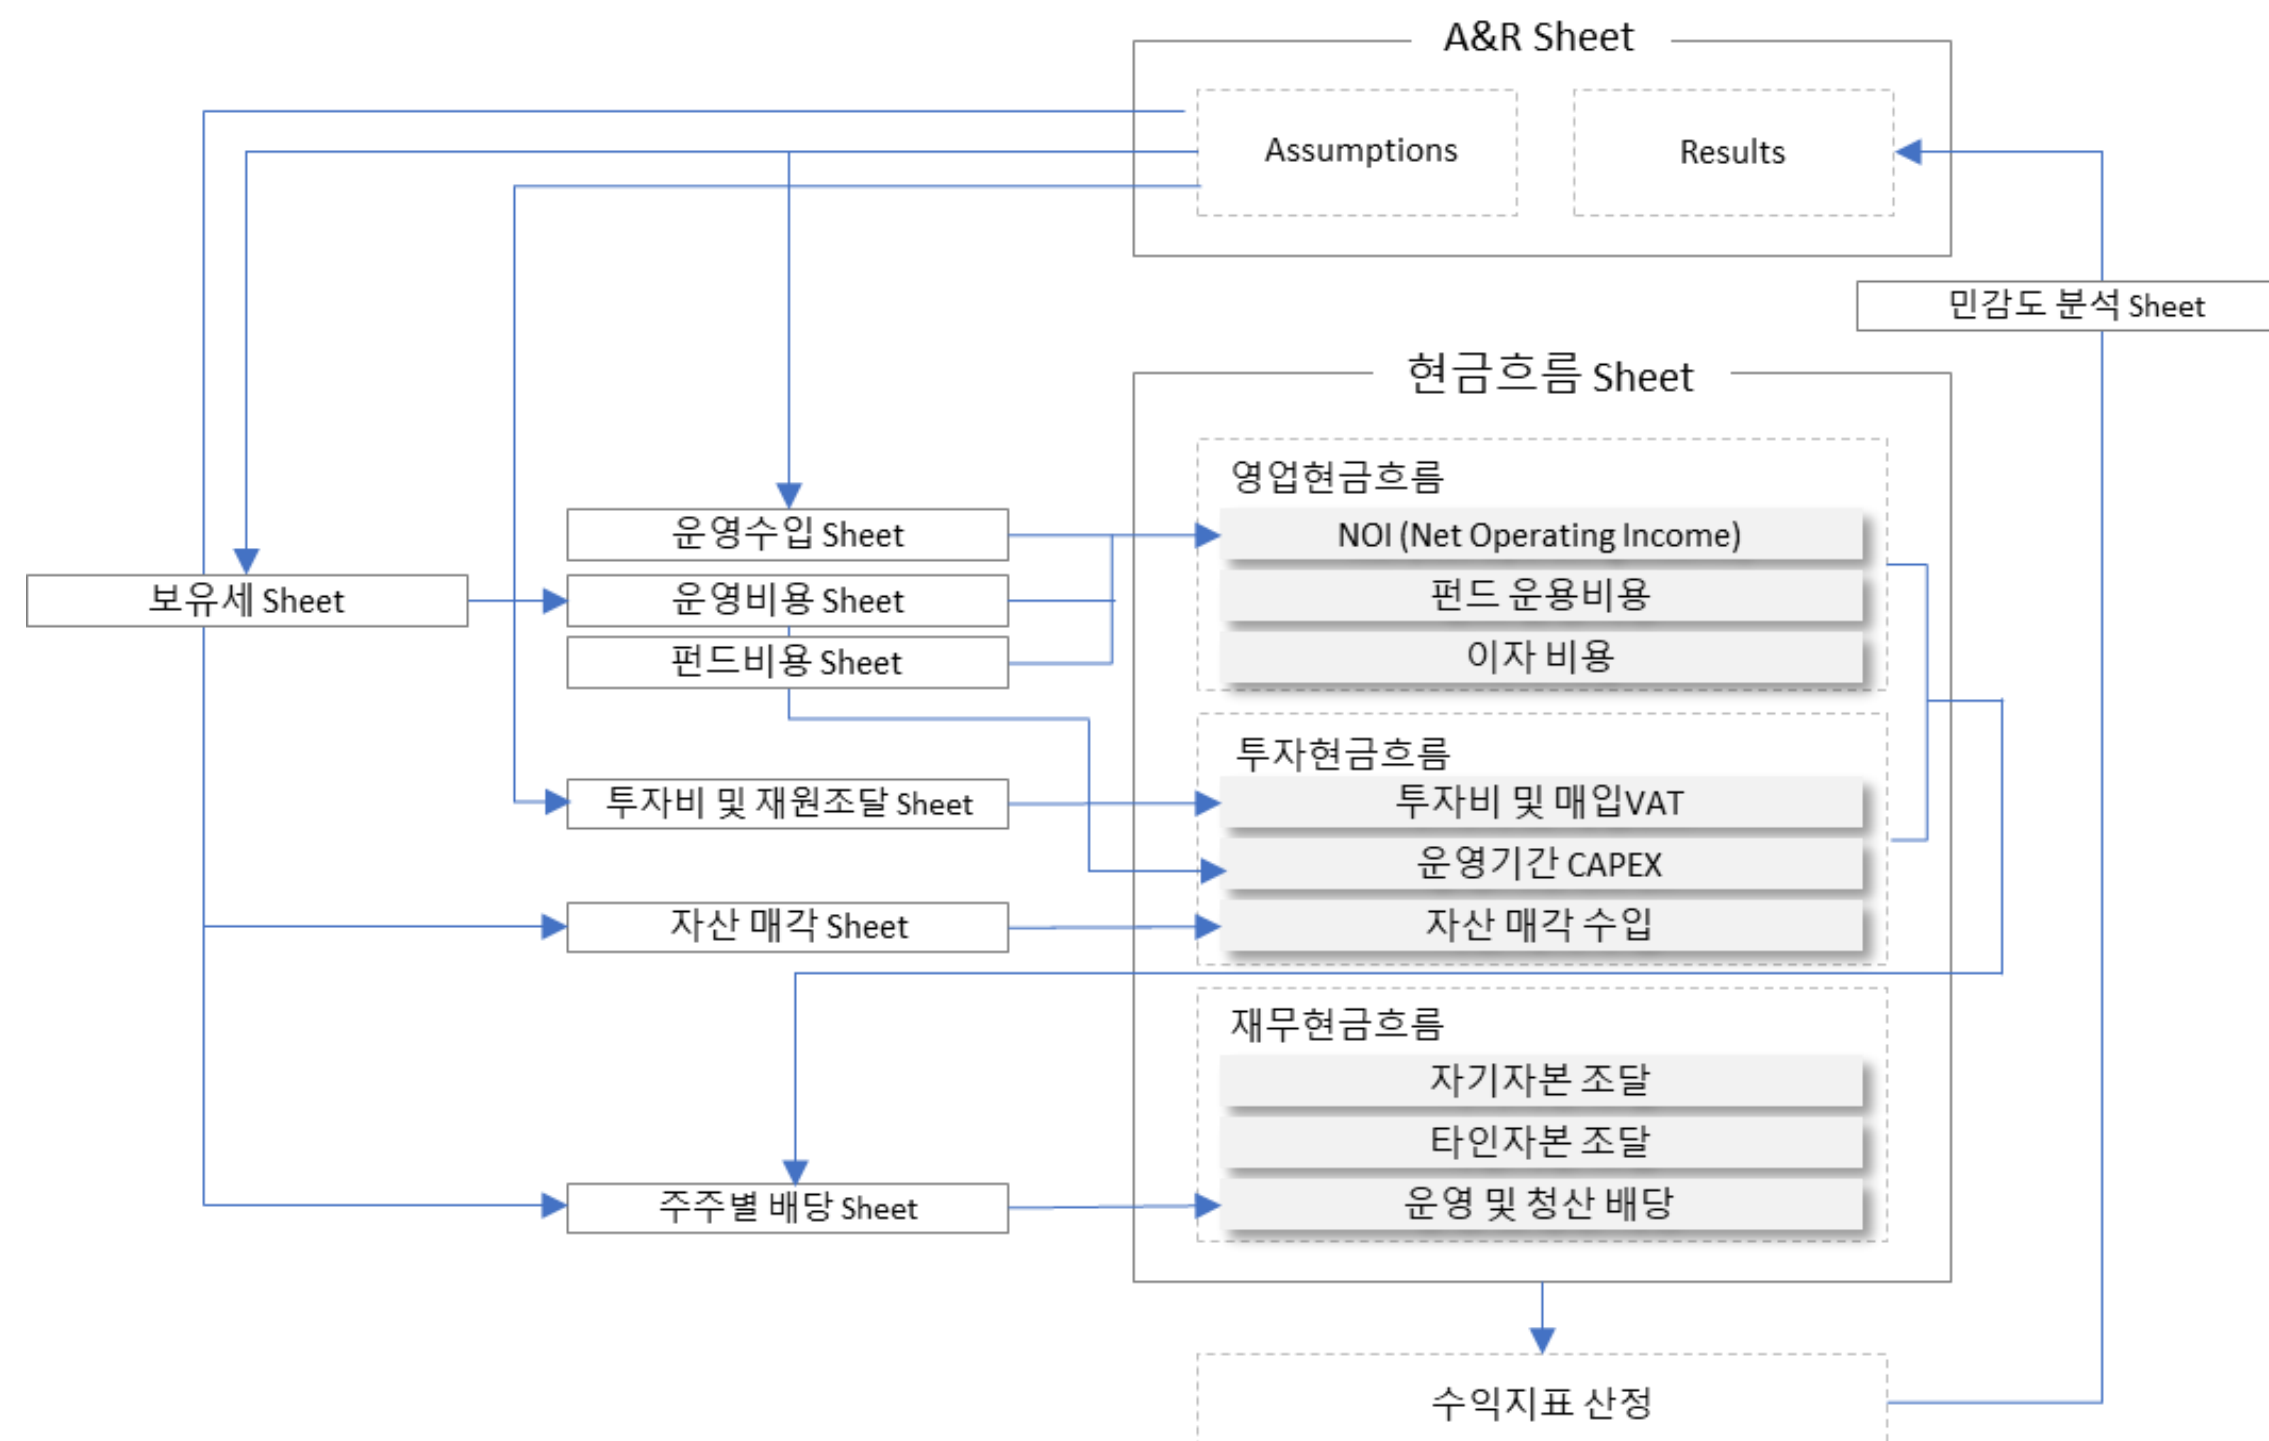 A&R Sheet
Assumptions
Results
민감도 분석 Sheet
현금흐름 Sheet
영업현금흐름
운영수입 Sheet
NOI (Net Operating Income)
보유세 Sheet
운영비용 Sheet
펀드 운용비용
펀드비용 Sheet
이자 비용
투자현금흐름
투자비 및 재원조달 Sheet
투자비 및 매입VAT
운영기간 CAPEX
자산 매각 Sheet
자산 매각 수입
재무현금흐름
자기자본 조달
타인자본 조달
주주별 배당 Sheet
운영 및 청산 배당
수익지표 산정